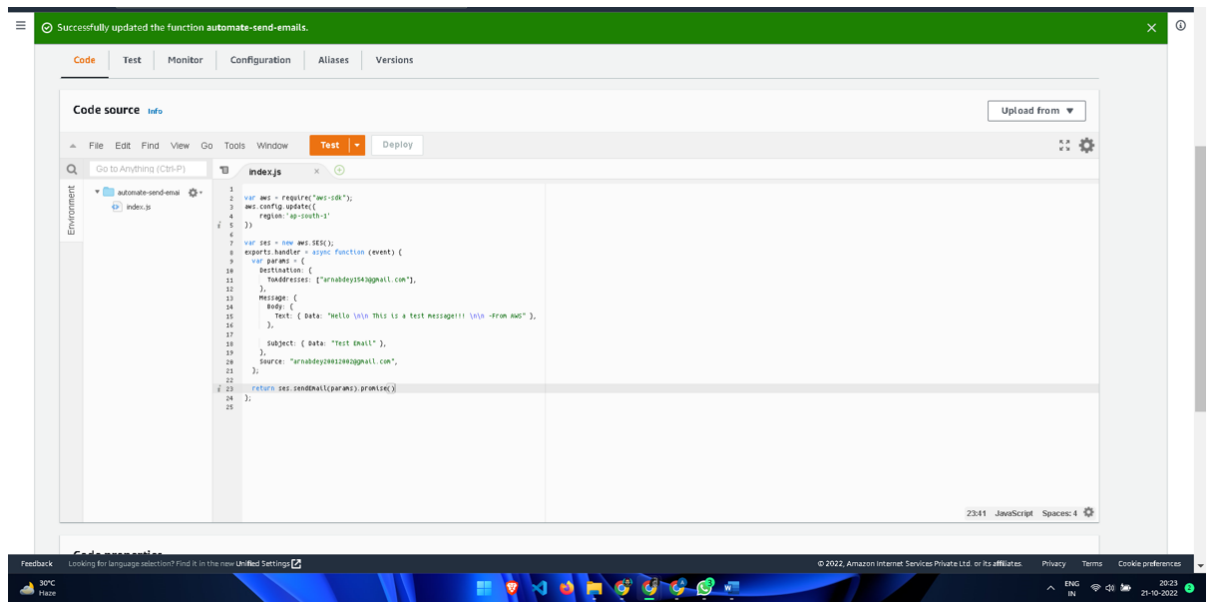 Successfully updated the function automate-send-emails.
Code Test Monitor Configuration Aliases Versions
Code source Info
Upload from
File Edit Find View Go Tools Window Test Deploy
Go to Anything (Ctrl-P)
index.js
Environment
automate-send-emai
index.js
1
2 var aws = require("aws-sdk");
3 aws.config.update({
4 region:'ap-south-1'
5 })
6
7 var ses = new aws.SES();
8 exports.handler = async function (event) {
9 var params = {
10 Destination: {
11 ToAddresses: ["arnabdey1543@gmail.com"],
12 },
13 Message: {
14 Body: {
15 Text: { Data: "Hello \n\n This is a test message!!! \n\n -From AWS" },
16 },
17
18 Subject: { Data: "Test Email" },
19 },
20 Source: "arnabdey20012002@gmail.com",
21 };
22
23 return ses.sendEmail(params).promise()
24 };
25
23:41 JavaScript Spaces: 4
Code properties
Feedback Looking for language selection? Find it in the new Unified Settings
© 2022, Amazon Internet Services Private Ltd. or its affiliates. Privacy Terms Cookie preferences
30°C
Haze
ENG
IN
20:23
21-10-2022
2